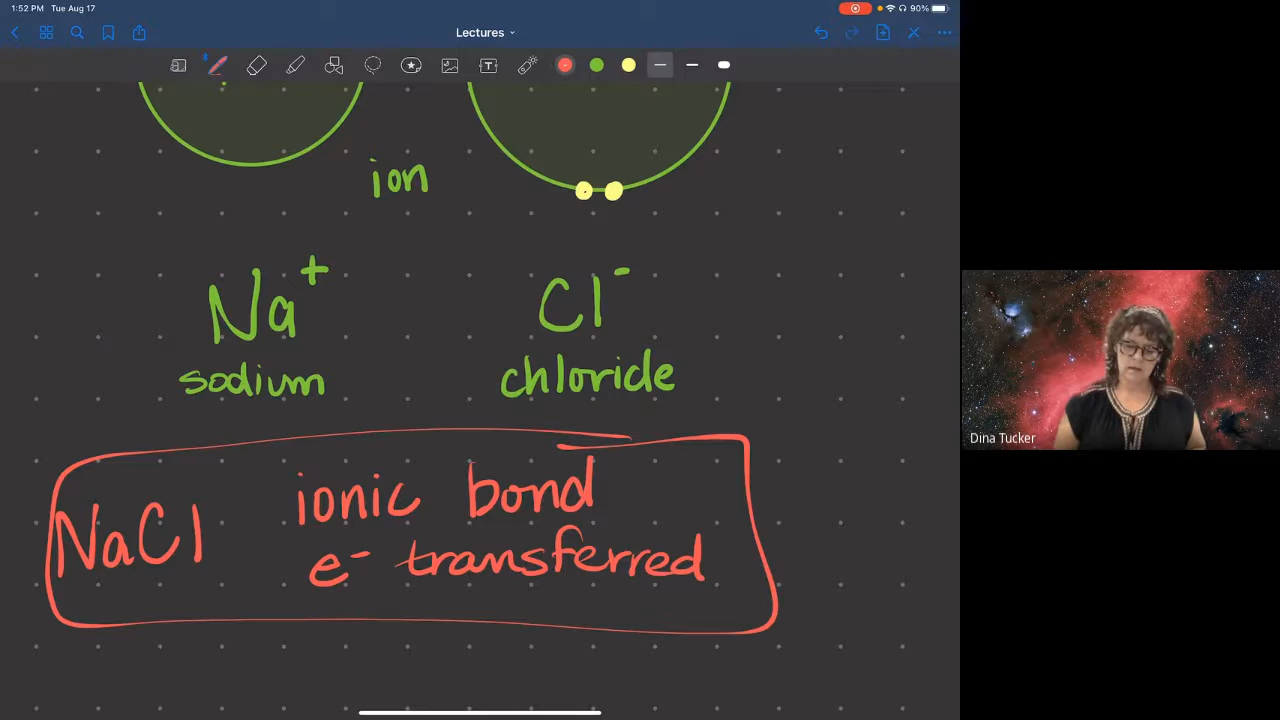 1:52 PM Tue Aug 17
90%
Lectures
ion
Na+
Cl-
sodium
chloride
NaCl
ionic bond
e- transferred
Dina Tucker